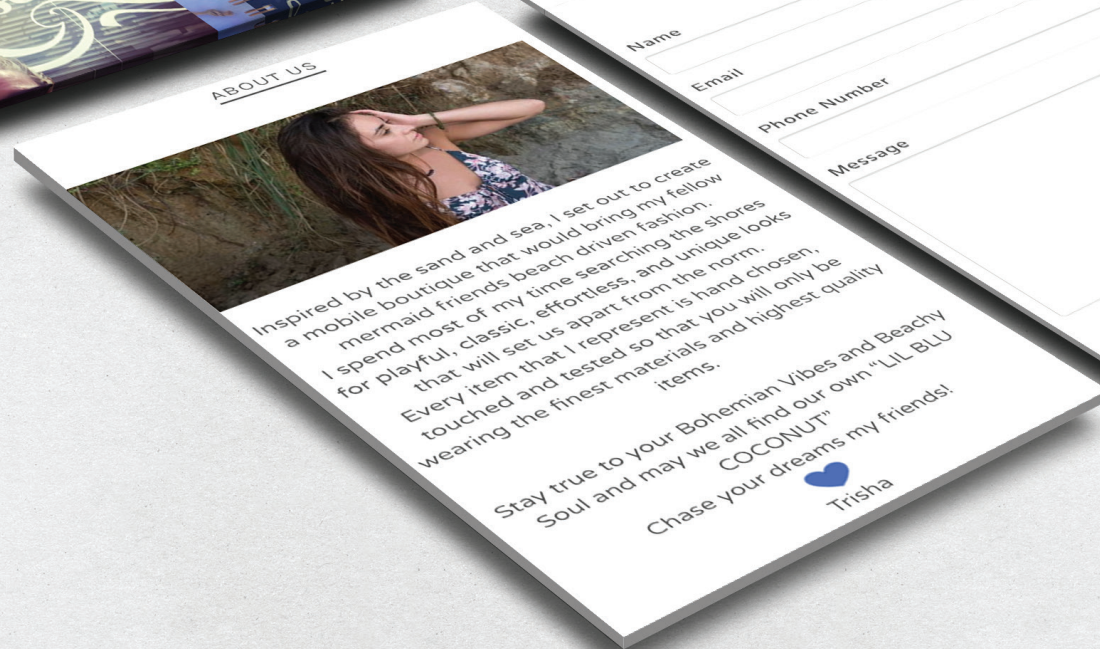 ABOUT US
Inspired by the sand and sea, I set out to create
a mobile boutique that would bring my fellow
mermaid friends beach driven fashion.
I spend most of my time searching the shores
for playful, classic, effortless, and unique looks
that will set us apart from the norm.
Every item that I represent is hand chosen,
touched and tested so that you will only be
wearing the finest materials and highest quality
items.
Stay true to your Bohemian Vibes and Beachy
Soul and may we all find our own “LIL BLU
COCONUT”
Chase your dreams my friends!
Trisha
Name
Email
Phone Number
Message